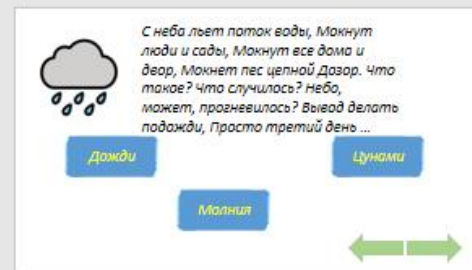 С неба льет поток воды, Мокнут
люди и сады, Мокнут все дома и
двор, Мокнет пес цепной Дозор. Что
такое? Что случилось? Небо,
может, прогневилось? Вывод делать
подожди, Просто третий день ...
Дожди
Цунами
Молния